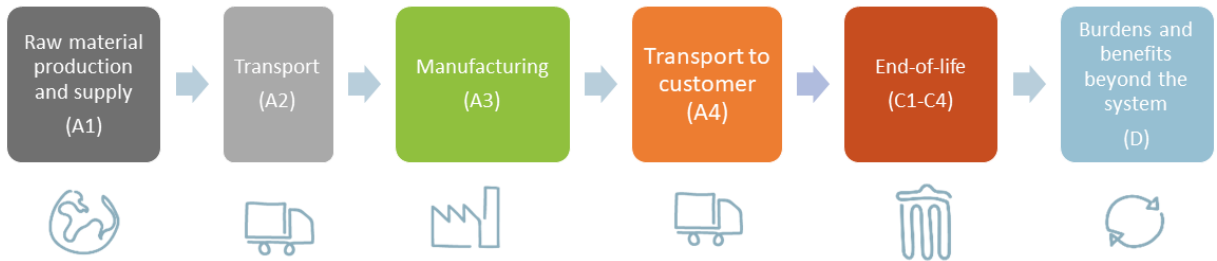 Raw material
production
and supply
(A1)
Transport
(A2)
Manufacturing
(A3)
Transport to
customer
(A4)
End-of-life
(C1-C4)
Burdens and
benefits
beyond the
system
(D)